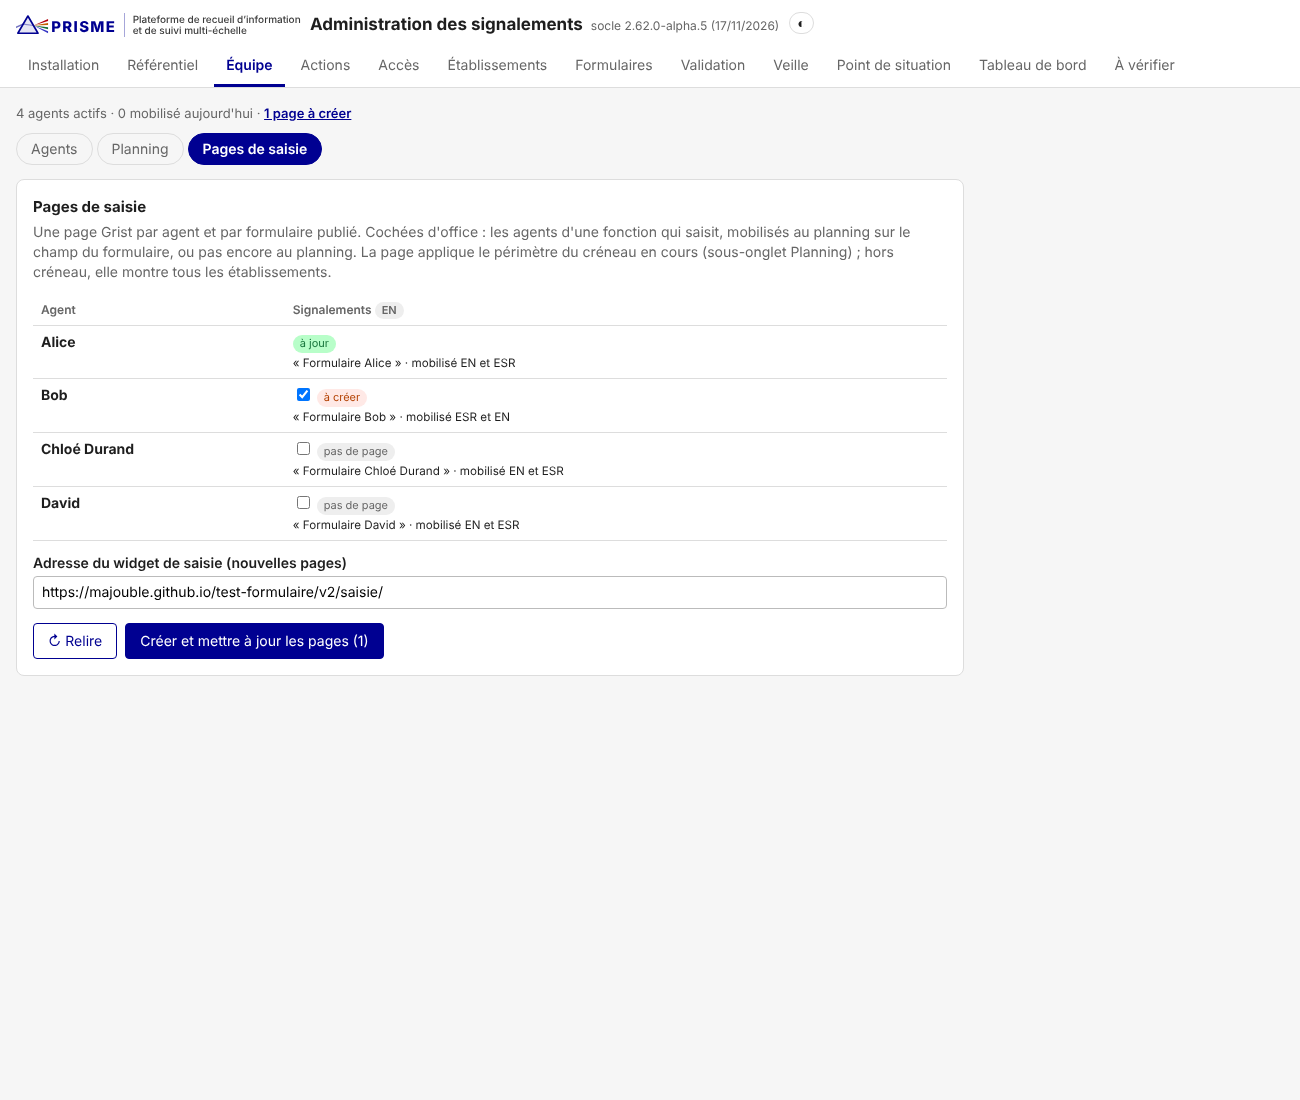 PRISME
Plateforme de recueil d'information
et de suivi multi-échelle
Administration des signalements socle 2.62.0-alpha.5 (17/11/2026)
Installation Référentiel Équipe Actions Accès Établissements Formulaires Validation Veille Point de situation Tableau de bord À vérifier
4 agents actifs · 0 mobilisé aujourd'hui · 1 page à créer
Agents Planning Pages de saisie
Pages de saisie
Une page Grist par agent et par formulaire publié. Cochées d'office : les agents d'une fonction qui saisit, mobilisés au planning sur le
champ du formulaire, ou pas encore au planning. La page applique le périmètre du créneau en cours (sous-onglet Planning) ; hors
créneau, elle montre tous les établissements.
Agent Signalements EN
Alice à jour
« Formulaire Alice » · mobilisé EN et ESR
Bob à créer
« Formulaire Bob » · mobilisé ESR et EN
Chloé Durand pas de page
« Formulaire Chloé Durand » · mobilisé EN et ESR
David pas de page
« Formulaire David » · mobilisé EN et ESR
Adresse du widget de saisie (nouvelles pages)
https://majouble.github.io/test-formulaire/v2/saisie/
↻ Relire Créer et mettre à jour les pages (1)